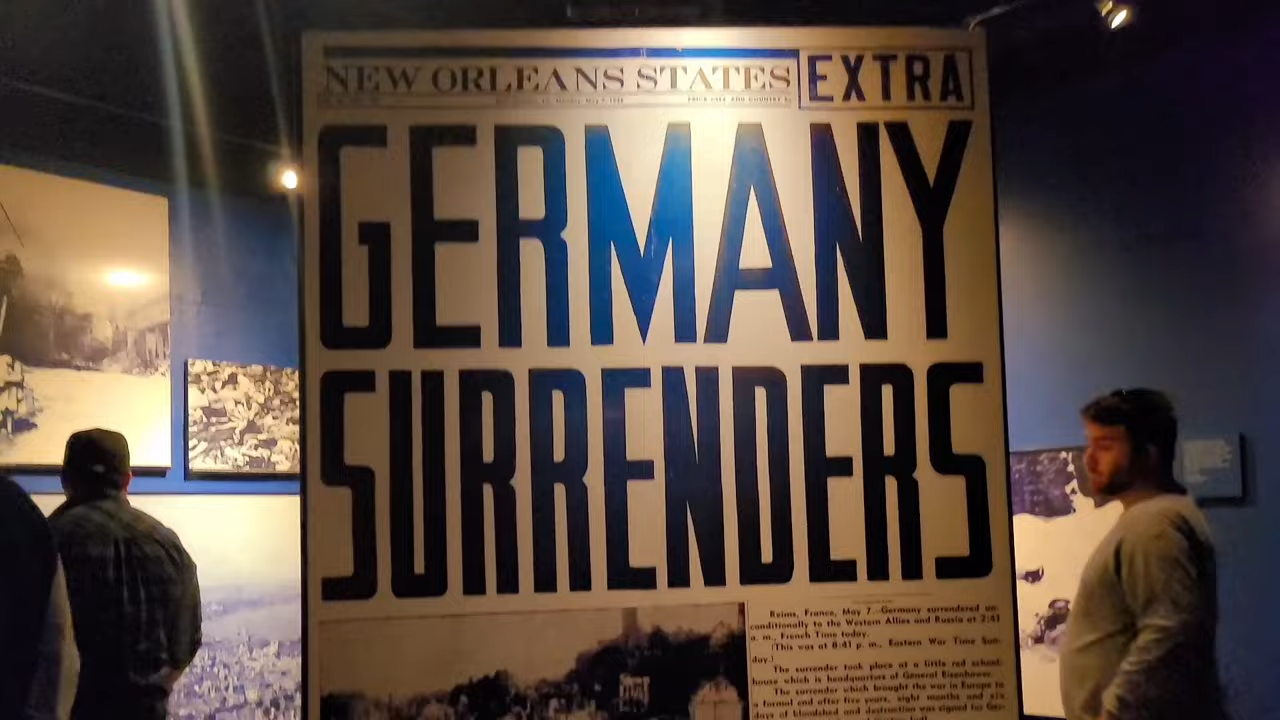 NEW ORLEANS STATES
EXTRA
GERMANY
SURRENDERS
Reims, France, May 7.—Germany surrendered un-
conditionally to the Western Allies and Russia at 2:41
a. m., French Time today.
(This was at 8:41 p. m., Eastern War Time Sun-
day.)
The surrender took place at a little red school-
house which is headquarters of General Eisenhower.
The surrender which brought the war in Europe to
a formal end after five years, eight months and six
days of bloodshed and destruction was signed for Ger-